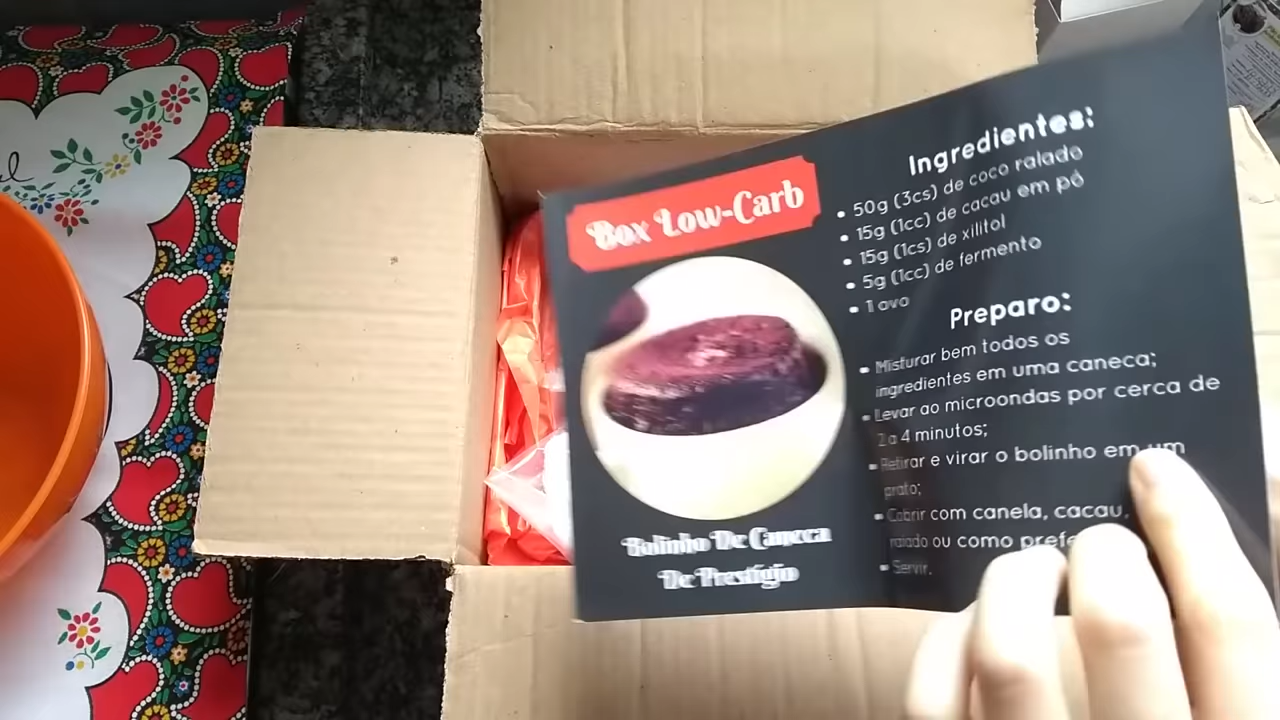 Box Low-Carb
Bolinho De Caneca
De Prestígio
Ingredientes:
• 50g (3cs) de coco ralado
• 15g (1cc) de cacau em pó
• 15g (1cs) de xilitol
• 5g (1cc) de fermento
• 1 ovo
Preparo:
• Misturar bem todos os
ingredientes em uma caneca;
• Levar ao microondas por cerca de
2 a 4 minutos;
• Retirar e virar o bolinho em um
prato;
• Cobrir com canela, cacau,
ralado ou como prefe
• Servir.